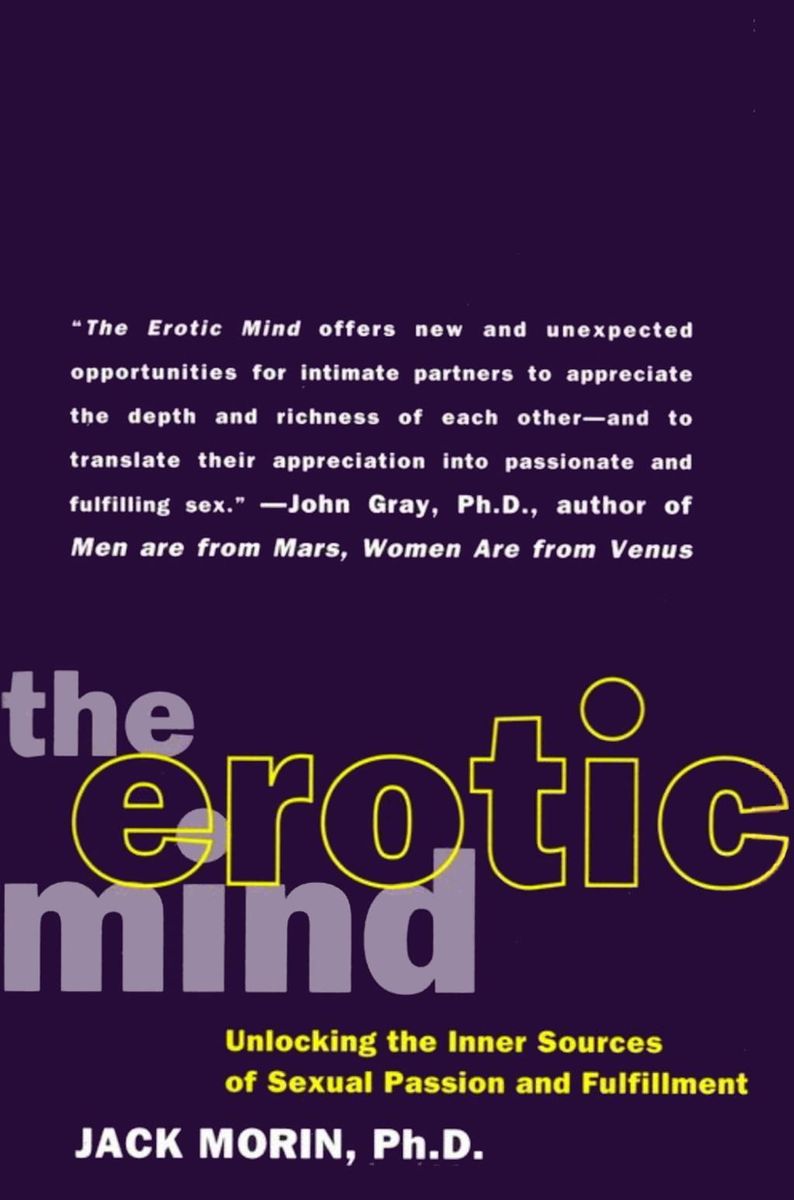 “The Erotic Mind offers new and unexpected
opportunities for intimate partners to appreciate
the depth and richness of each other—and to
translate their appreciation into passionate and
fulfilling sex.” —John Gray, Ph.D., author of
Men are from Mars, Women Are from Venus
the
erotic
mind
Unlocking the Inner Sources
of Sexual Passion and Fulfillment
JACK MORIN, Ph.D.